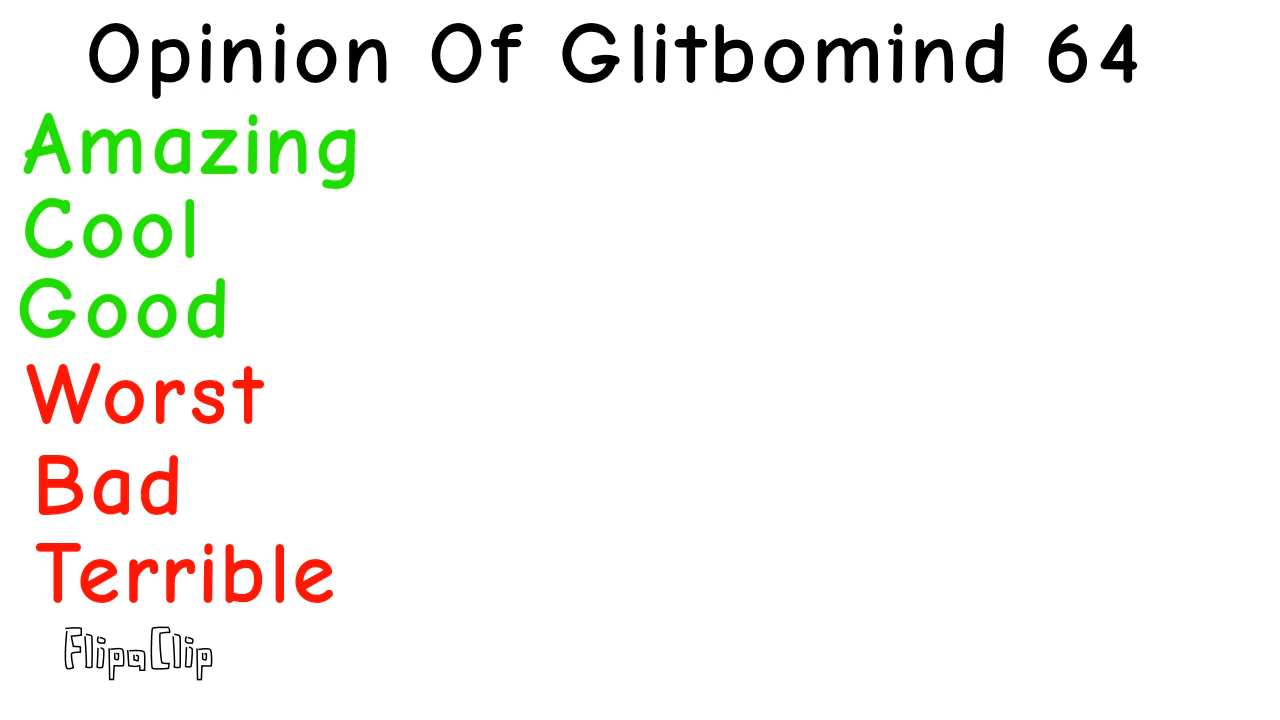 Opinion Of Glitbomind 64
Amazing
Cool
Good
Worst
Bad
Terrible
FlipaClip